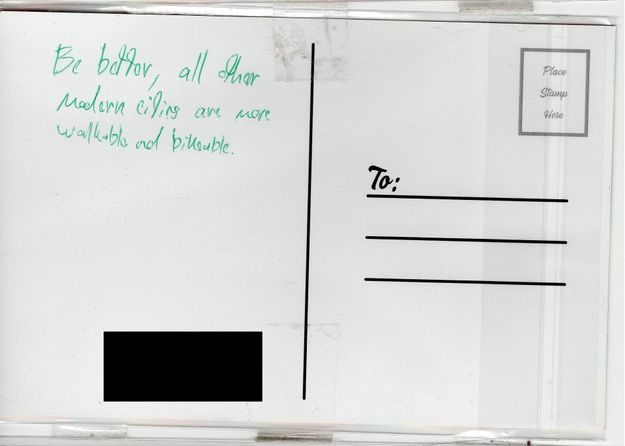 Be better, all other
modern cities are more
walkable and bikeable.
Place
Stamp
Here
To: